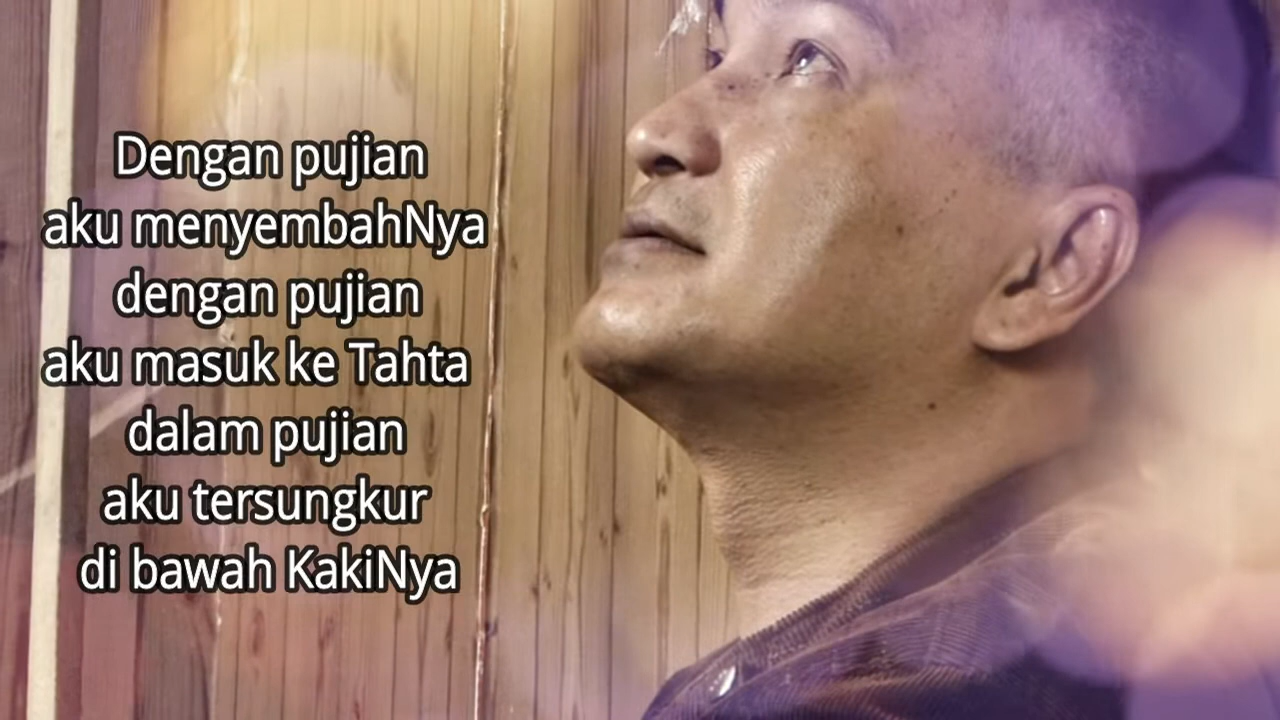 Dengan pujian
aku menyembahNya
dengan pujian
aku masuk ke Tahta
dalam pujian
aku tersungkur
di bawah KakiNya